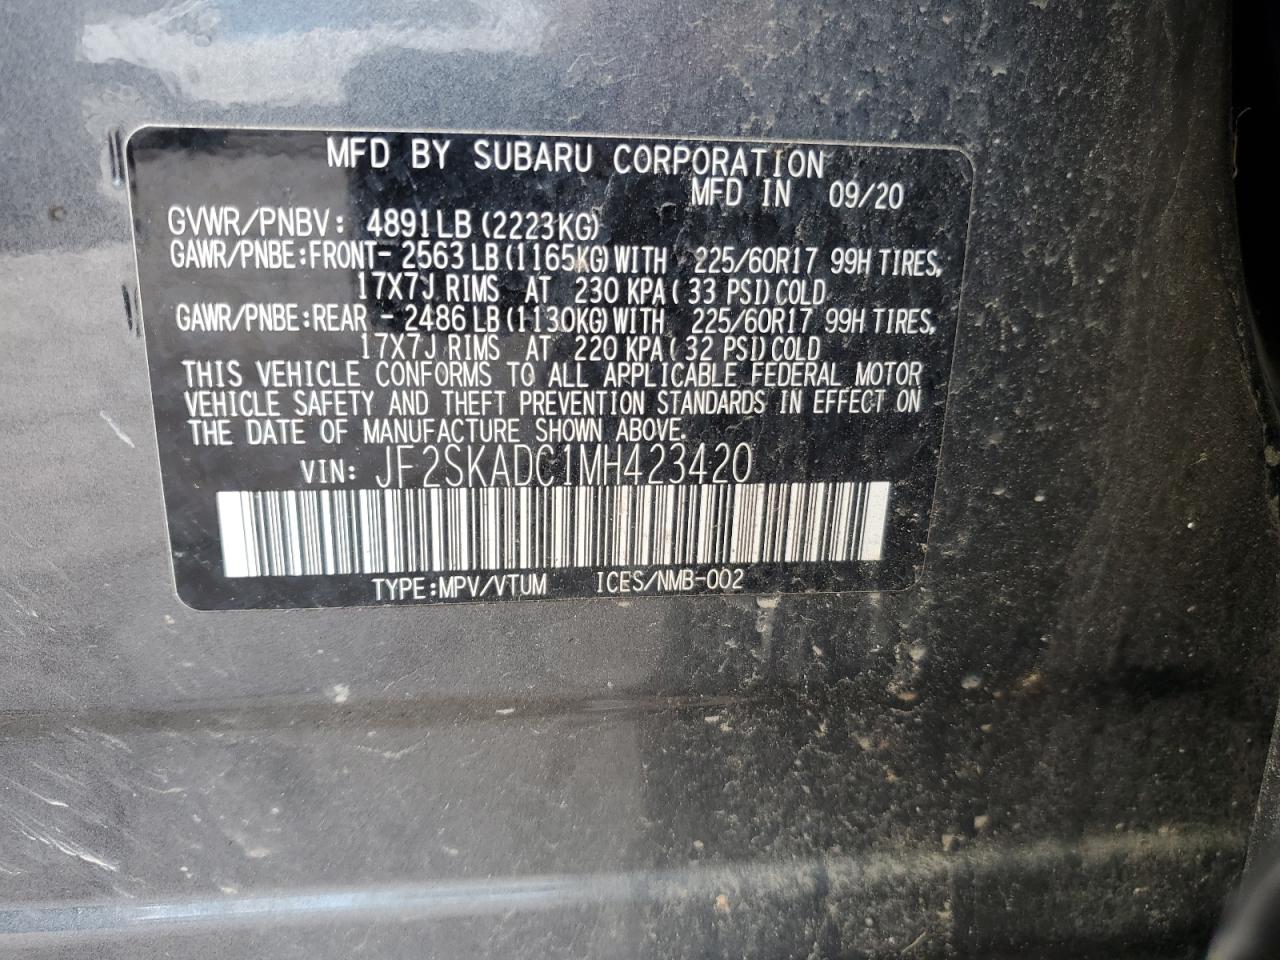 MFD BY SUBARU CORPORATION
MFD IN 09/20
GVWR/PNBV: 4891LB (2223KG)
GAWR/PNBE:FRONT- 2563 LB (1165KG) WITH 225/60R17 99H TIRES,
17X7J RIMS AT 230 KPA ( 33 PSI) COLD
GAWR/PNBE:REAR - 2486 LB (1130KG) WITH 225/60R17 99H TIRES,
17X7J RIMS AT 220 KPA ( 32 PSI) COLD
THIS VEHICLE CONFORMS TO ALL APPLICABLE FEDERAL MOTOR
VEHICLE SAFETY AND THEFT PREVENTION STANDARDS IN EFFECT ON
THE DATE OF MANUFACTURE SHOWN ABOVE.
VIN: JF2SKADC1MH423420
TYPE:MPV/VTUM ICES/NMB-002